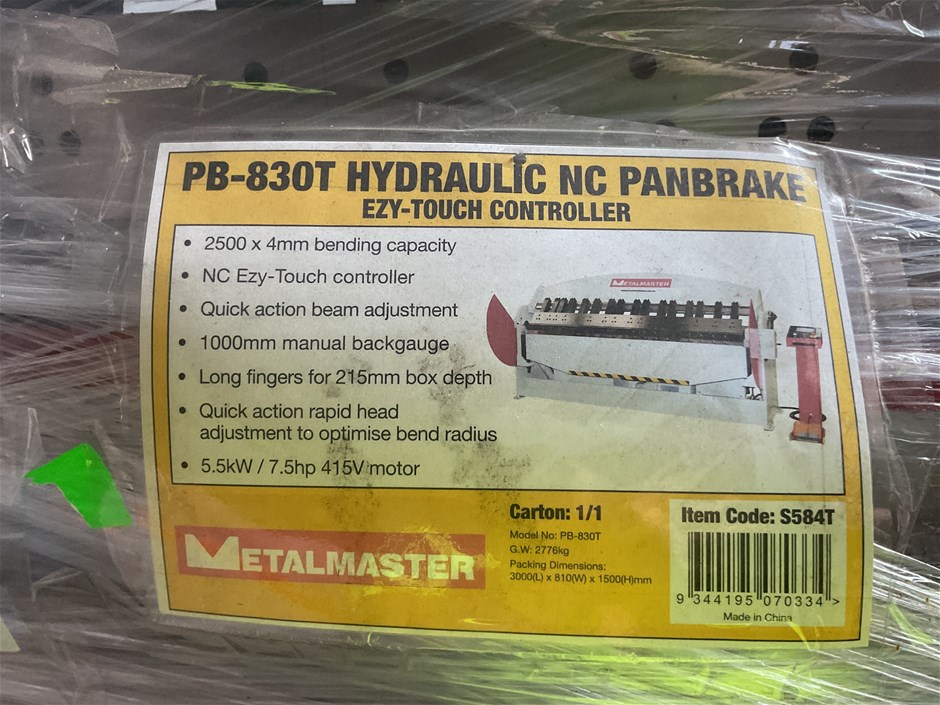 PB-830T HYDRAULIC NC PANBRAKE
EZY-TOUCH CONTROLLER
• 2500 x 4mm bending capacity
• NC Ezy-Touch controller
• Quick action beam adjustment
• 1000mm manual backgauge
• Long fingers for 215mm box depth
• Quick action rapid head
adjustment to optimise bend radius
• 5.5kW / 7.5hp 415V motor
METALMASTER
METALMASTER
Carton: 1/1
Model No: PB-830T
G.W: 2776kg
Packing Dimensions:
3000(L) x 810(W) x 1500(H)mm
Item Code: S584T
9 344195 070334 >
Made in China